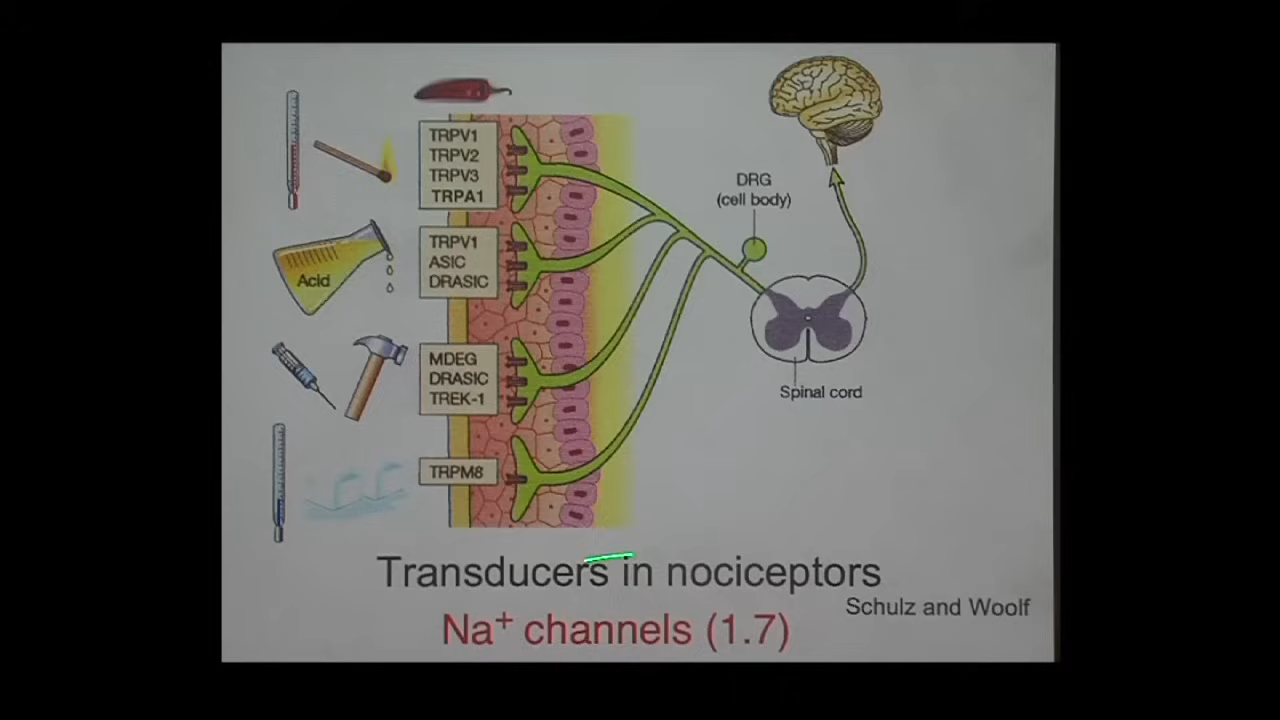 TRPV1
TRPV2
TRPV3
TRPA1
DRG
(cell body)
TRPV1
ASIC
DRASIC
Acid
MDEG
DRASIC
TREK-1
Spinal cord
TRPM8
Transducers in nociceptors
Schulz and Woolf
Na⁺ channels (1.7)